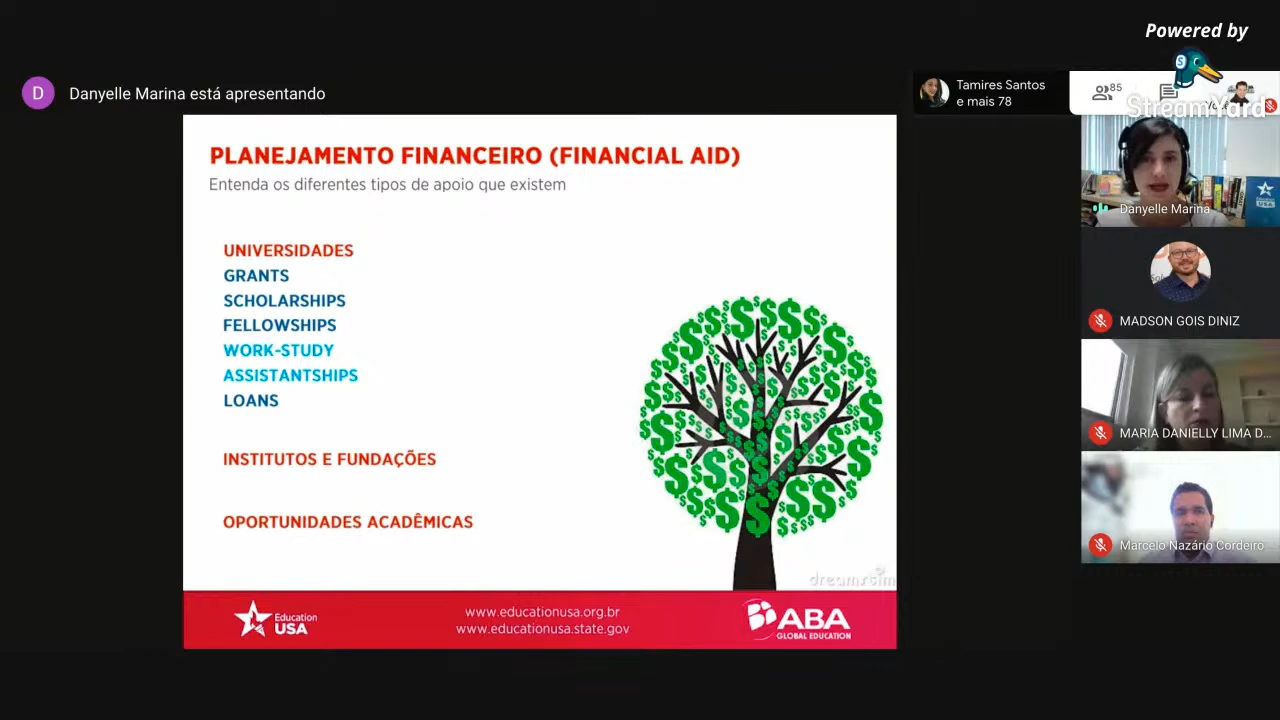 Powered by
StreamYard
D
Danyelle Marina está apresentando
Tamires Santos
e mais 78
85
PLANEJAMENTO FINANCEIRO (FINANCIAL AID)
Entenda os diferentes tipos de apoio que existem
UNIVERSIDADES
GRANTS
SCHOLARSHIPS
FELLOWSHIPS
WORK-STUDY
ASSISTANTSHIPS
LOANS
INSTITUTOS E FUNDAÇÕES
OPORTUNIDADES ACADÊMICAS
dreamstim
Education
USA
www.educationusa.org.br
www.educationusa.state.gov
ABA
GLOBAL EDUCATION
Education
USA
Danyelle Marina
MADSON GOIS DINIZ
MARIA DANIELLY LIMA D...
Marcelo Nazário Cordeiro